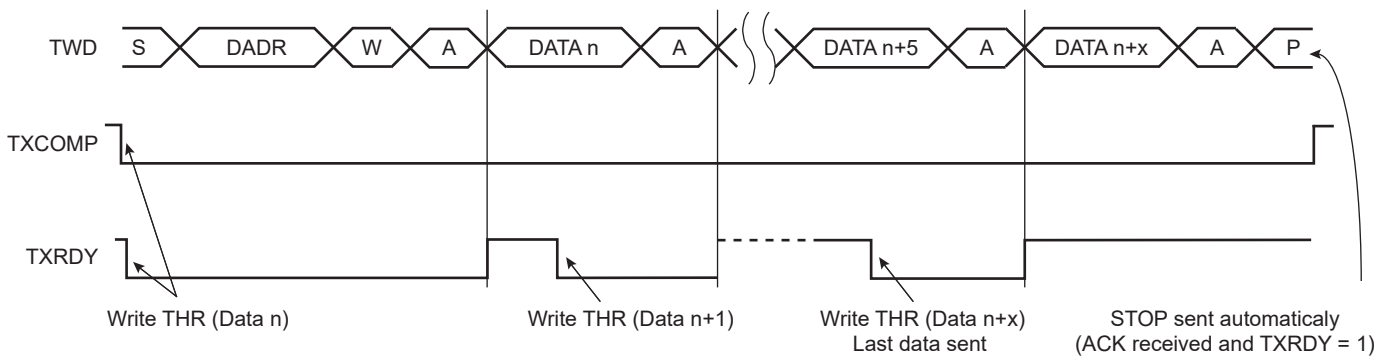 TWD S DADR W A DATA n A DATA n+5 A DATA n+x A P
TXCOMP
TXRDY
Write THR (Data n) Write THR (Data n+1) Write THR (Data n+x) STOP sent automaticaly
Last data sent (ACK received and TXRDY = 1)